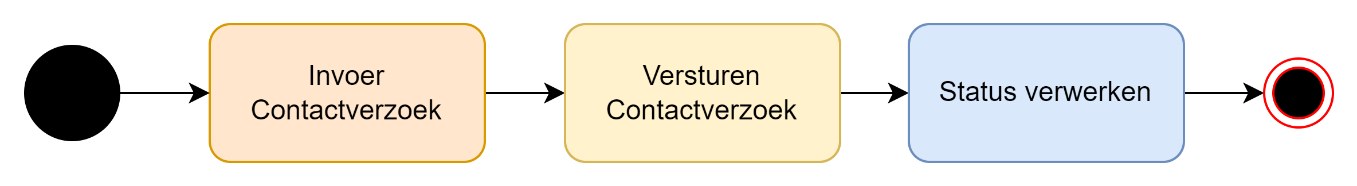 Invoer
Contactverzoek
Versturen
Contactverzoek
Status verwerken